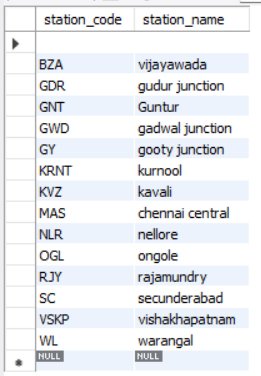 station_code station_name
BZA vijayawada
GDR gudur junction
GNT Guntur
GWD gadwal junction
GY gooty junction
KRNT kurnool
KVZ kavali
MAS chennai central
NLR nellore
OGL ongole
RJY rajamundry
SC secunderabad
VSKP vishakhapatnam
WL warangal
NULL NULL